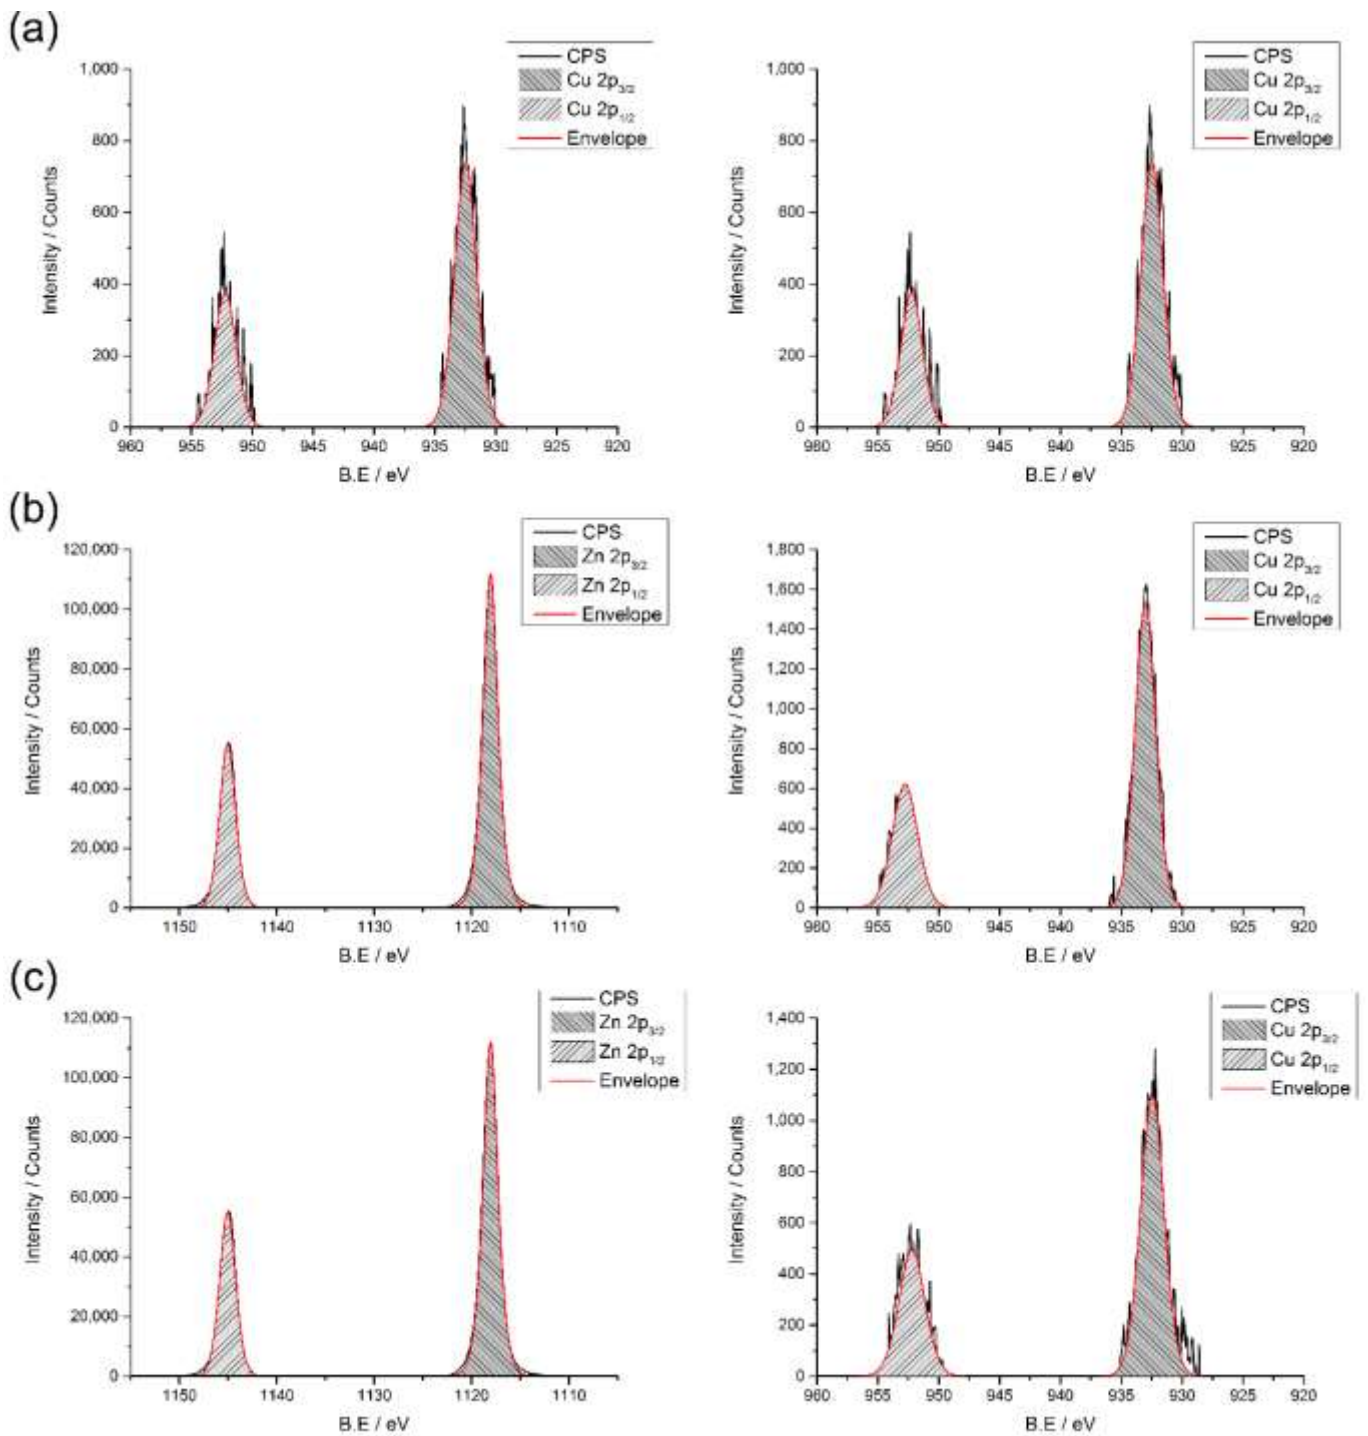 (a)
CPS
Cu 2p3/2
Cu 2p1/2
Envelope
1,000
800
600
400
200
0
Intensity / Counts
960 955 950 945 940 935 930 925 920
B.E / eV
CPS
Cu 2p3/2
Cu 2p1/2
Envelope
1,000
800
600
400
200
0
Intensity / Counts
980 955 950 945 940 935 930 925 920
B.E / eV
(b)
CPS
Zn 2p3/2
Zn 2p1/2
Envelope
120,000
100,000
80,000
60,000
40,000
20,000
0
Intensity / Counts
1150 1140 1130 1120 1110
B.E / eV
CPS
Cu 2p3/2
Cu 2p1/2
Envelope
1,800
1,600
1,400
1,200
1,000
800
600
400
200
0
Intensity / Counts
960 955 950 945 940 935 930 925 920
B.E / eV
(c)
CPS
Zn 2p3/2
Zn 2p1/2
Envelope
120,000
100,000
80,000
60,000
40,000
20,000
0
Intensity / Counts
1150 1140 1130 1120 1110
B.E / eV
CPS
Cu 2p3/2
Cu 2p1/2
Envelope
1,400
1,200
1,000
800
600
400
200
0
Intensity / Counts
960 955 950 945 940 935 930 925 920
B.E / eV